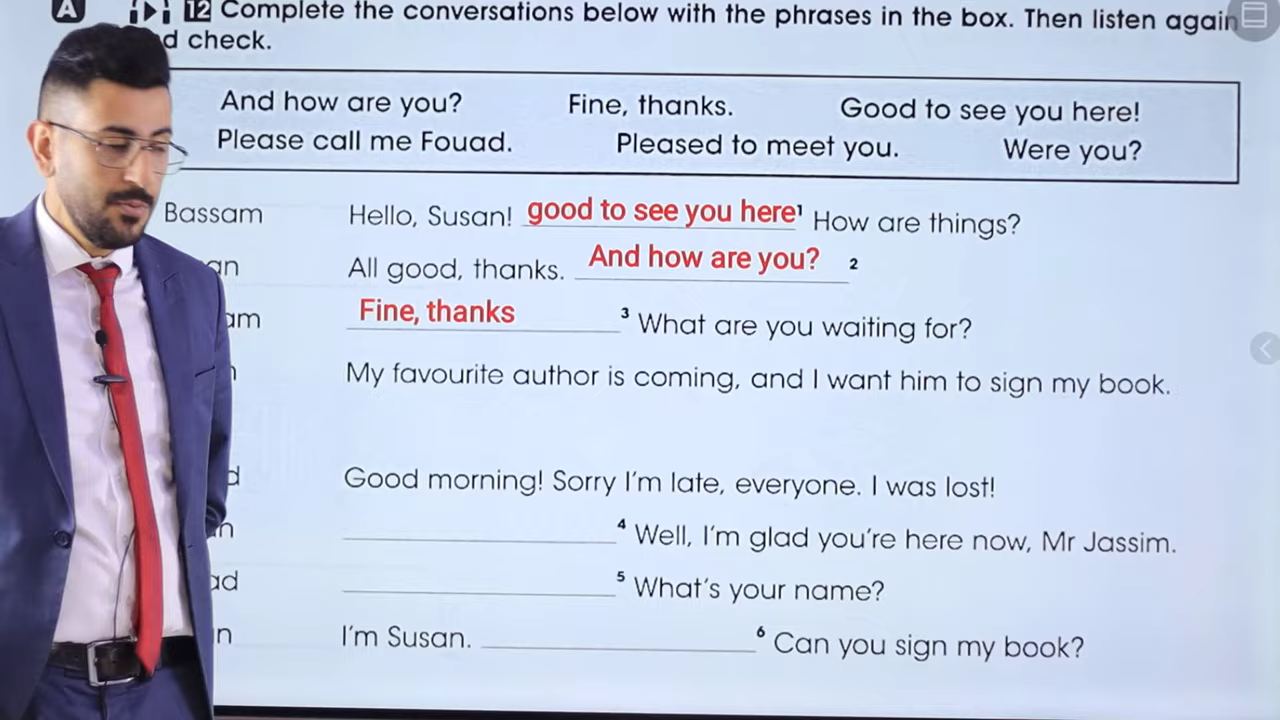 A 12 Complete the conversations below with the phrases in the box. Then listen again
check.
And how are you? Fine, thanks. Good to see you here!
Please call me Fouad. Pleased to meet you. Were you?
Bassam Hello, Susan! good to see you here ¹ How are things?
All good, thanks. And how are you? ²
Fine, thanks ³ What are you waiting for?
My favourite author is coming, and I want him to sign my book.
Good morning! Sorry I'm late, everyone. I was lost!
⁴ Well, I'm glad you're here now, Mr Jassim.
⁵ What's your name?
I'm Susan. ⁶ Can you sign my book?